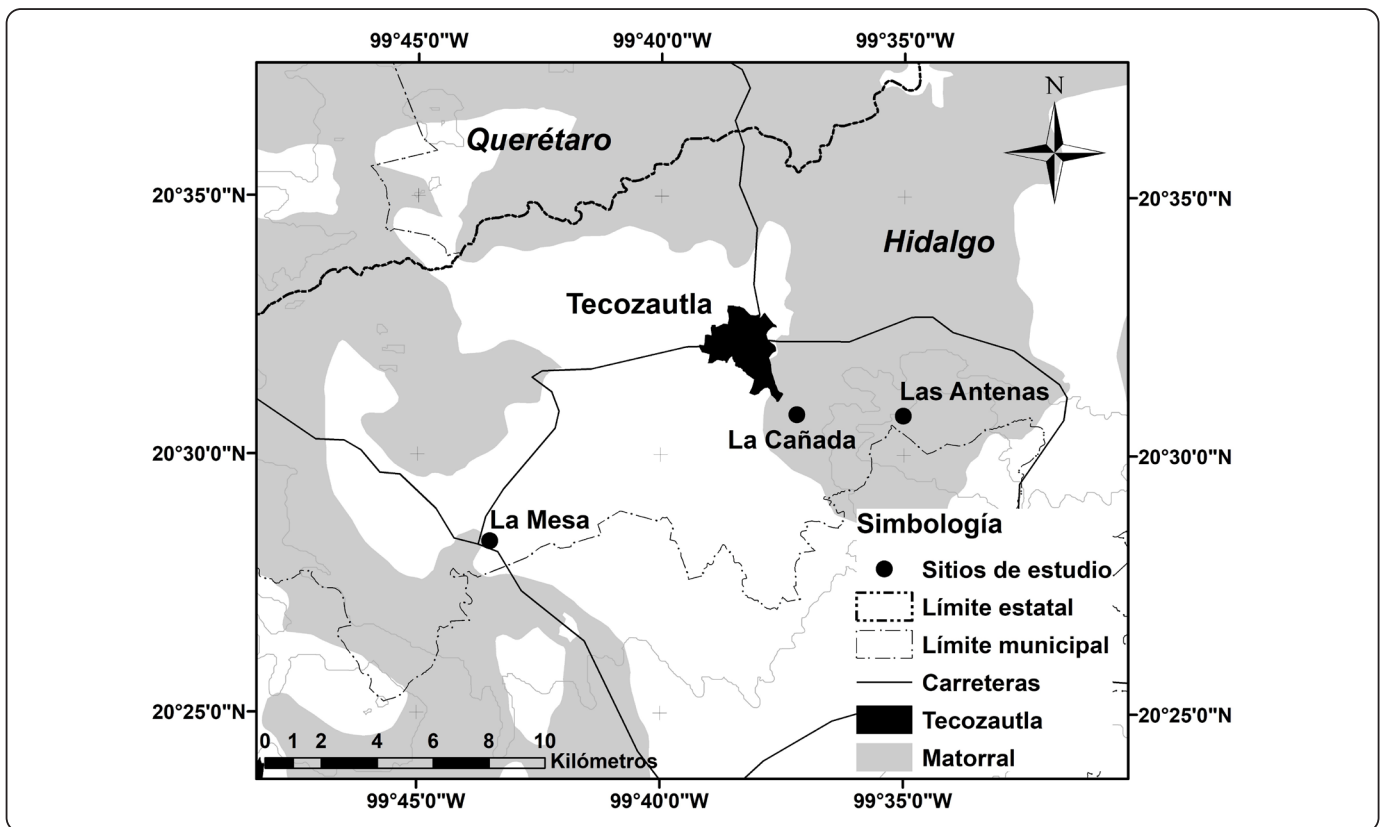 99°45'0"W 99°40'0"W 99°35'0"W
N
Querétaro
20°35'0"N 20°35'0"N
Hidalgo
Tecozautla
Las Antenas
La Cañada
20°30'0"N 20°30'0"N
La Mesa
Simbología
Sitios de estudio
Límite estatal
Límite municipal
Carreteras
20°25'0"N 20°25'0"N
Tecozautla
0 1 2 4 6 8 10
Kilómetros
Matorral
99°45'0"W 99°40'0"W 99°35'0"W